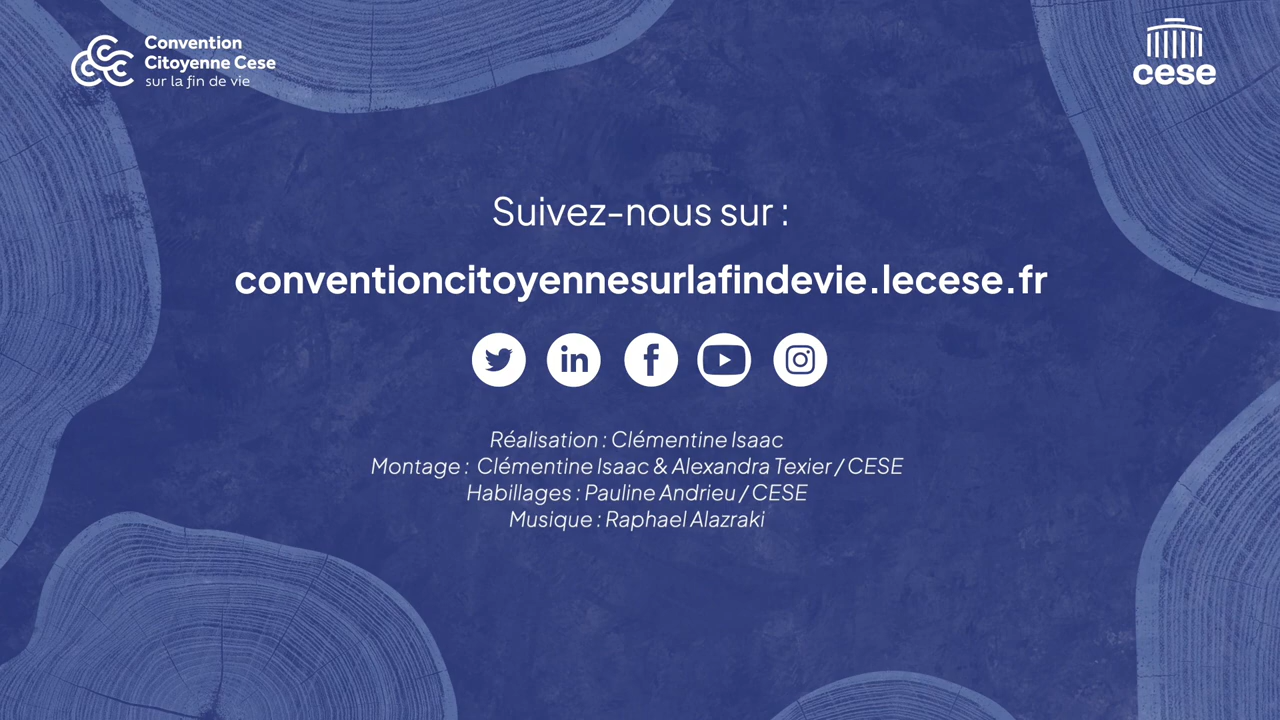 Convention
Citoyenne Cese
sur la fin de vie
cese
Suivez-nous sur :
conventioncitoyennesurlafindevie.lecese.fr
Réalisation : Clémentine Isaac
Montage : Clémentine Isaac & Alexandra Texier / CESE
Habillages : Pauline Andrieu / CESE
Musique : Raphael Alazraki